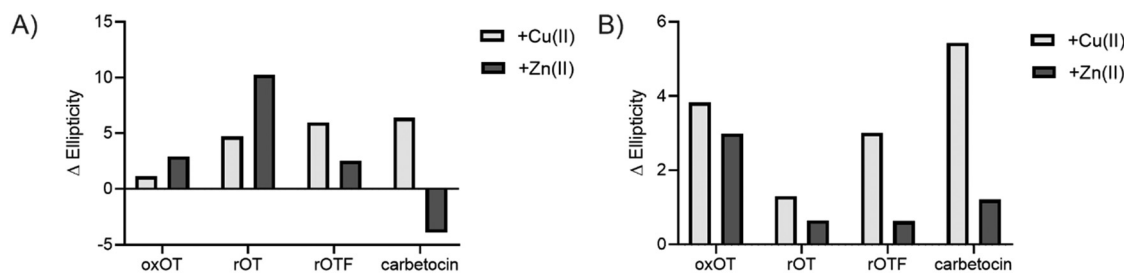 A)
Δ Ellipticity
15
10
5
0
-5
oxOT rOT rOTF carbetocin
+Cu(II)
+Zn(II)
B)
Δ Ellipticity
6
4
2
0
oxOT rOT rOTF carbetocin
+Cu(II)
+Zn(II)